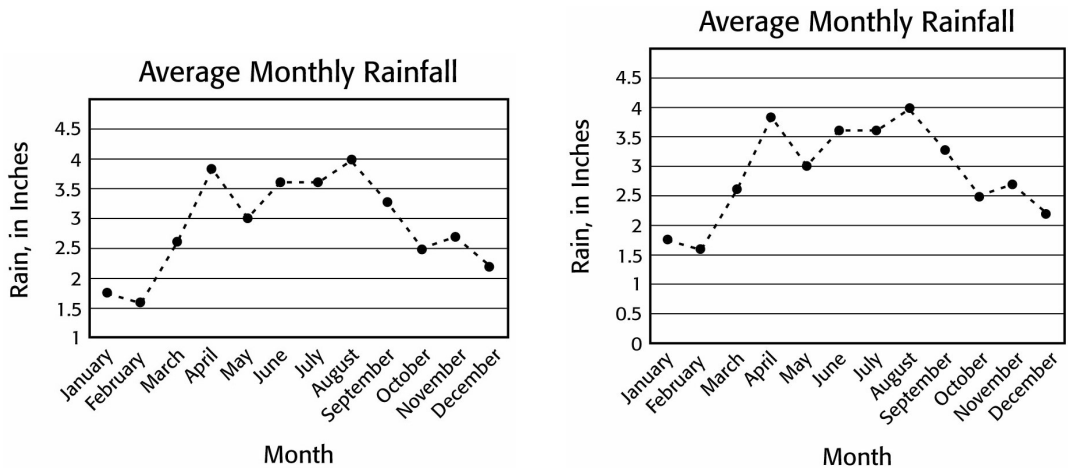 Average Monthly Rainfall
Rain, in Inches
4.5
4
3.5
3
2.5
2
1.5
1
January
February
March
April
May
June
July
August
September
October
November
December
Month
Average Monthly Rainfall
Rain, in Inches
4.5
4
3.5
3
2.5
2
1.5
1
0.5
0
January
February
March
April
May
June
July
August
September
October
November
December
Month